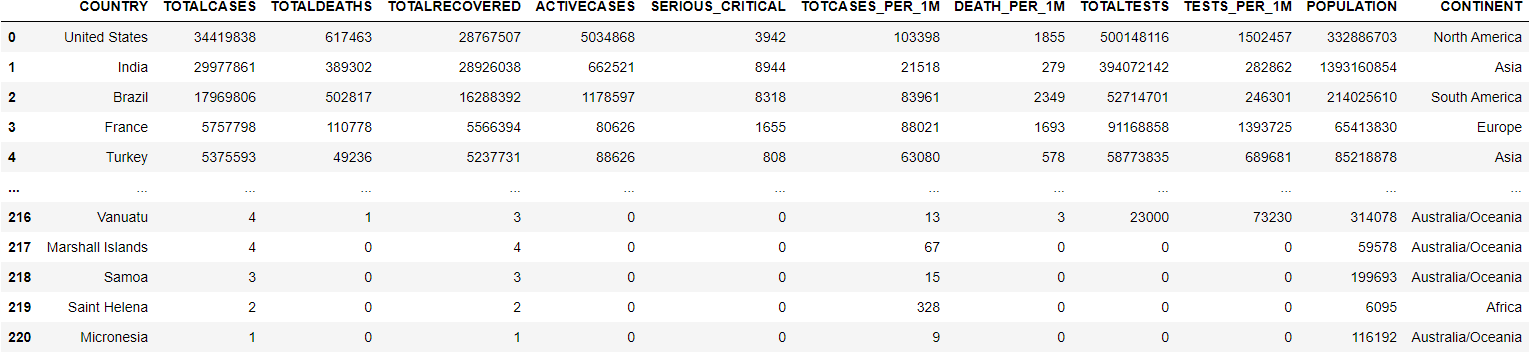 COUNTRY TOTALCASES TOTALDEATHS TOTALRECOVERED ACTIVECASES SERIOUS_CRITICAL TOTCASES_PER_1M DEATH_PER_1M TOTALTESTS TESTS_PER_1M POPULATION CONTINENT
0 United States 34419838 617463 28767507 5034868 3942 103398 1855 500148116 1502457 332886703 North America
1 India 29977861 389302 28926038 662521 8944 21518 279 394072142 282862 1393160854 Asia
2 Brazil 17969806 502817 16288392 1178597 8318 83961 2349 52714701 246301 214025610 South America
3 France 5757798 110778 5566394 80626 1655 88021 1693 91168858 1393725 65413830 Europe
4 Turkey 5375593 49236 5237731 88626 808 63080 578 58773835 689681 85218878 Asia
... ... ... ... ... ... ... ... ... ... ... ... ...
216 Vanuatu 4 1 3 0 0 13 3 23000 73230 314078 Australia/Oceania
217 Marshall Islands 4 0 4 0 0 67 0 0 0 59578 Australia/Oceania
218 Samoa 3 0 3 0 0 15 0 0 0 199693 Australia/Oceania
219 Saint Helena 2 0 2 0 0 328 0 0 0 6095 Africa
220 Micronesia 1 0 1 0 0 9 0 0 0 116192 Australia/Oceania